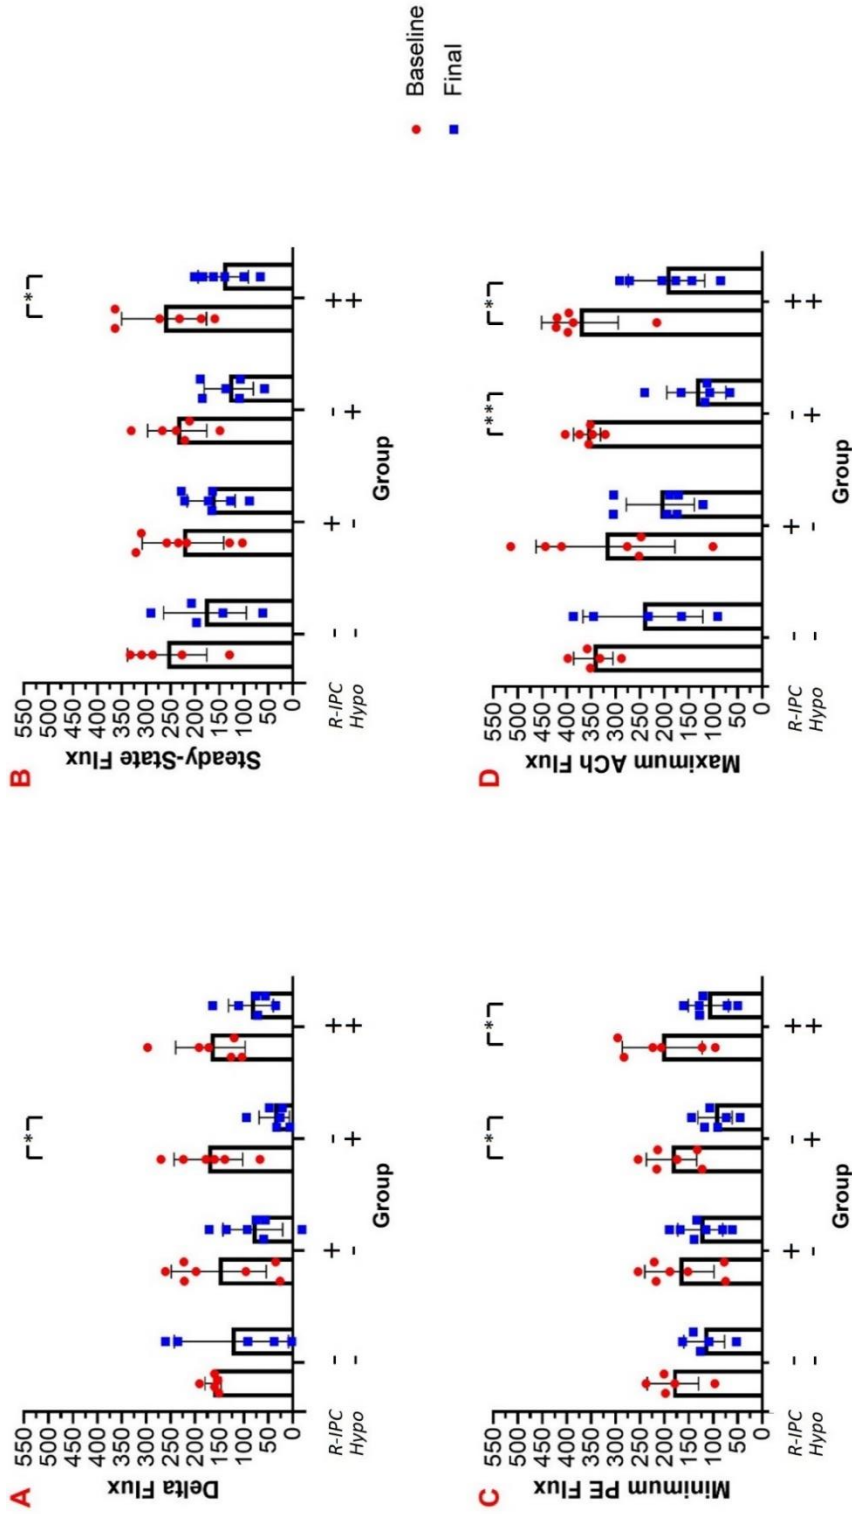 A
Delta Flux
550
500
450
400
350
300
250
200
150
100
50
0
*
R-IPC - + - +
Hypo - - + +
Group
B
Steady-State Flux
550
500
450
400
350
300
250
200
150
100
50
0
*
R-IPC - + - +
Hypo - - + +
Group
Baseline
Final
C
Minimum PE Flux
550
500
450
400
350
300
250
200
150
100
50
0
* *
R-IPC - + - +
Hypo - - + +
Group
D
Maximum ACh Flux
550
500
450
400
350
300
250
200
150
100
50
0
** *
R-IPC - + - +
Hypo - - + +
Group